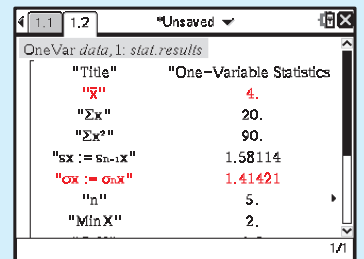 1.1 1.2 *Unsaved
OneVar data,1: stat.results
"Title" "One–Variable Statistics
"x̄" 4.
"Σx" 20.
"Σx²" 90.
"sx := sn-1x" 1.58114
"σx := σnx" 1.41421
"n" 5.
"MinX" 2.
1/1